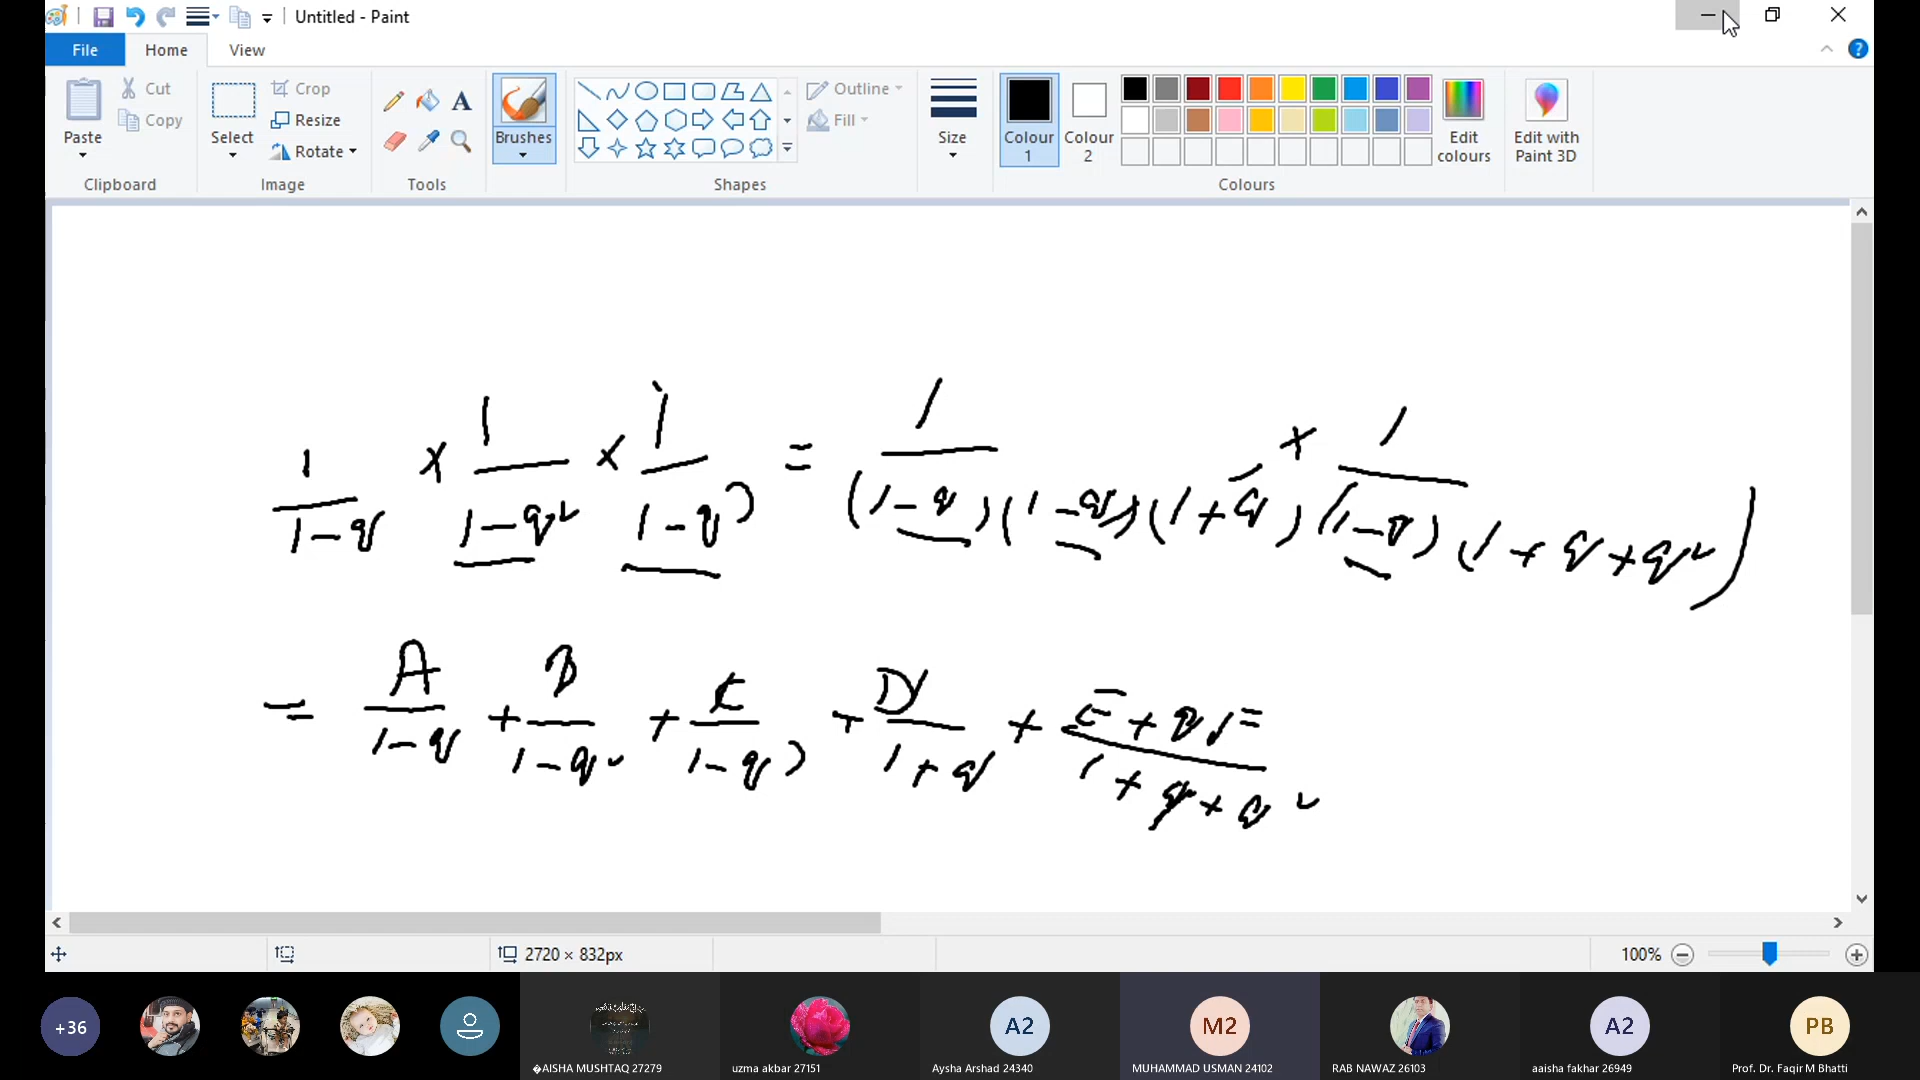 Untitled - Paint
File Home View
Paste Cut Copy Clipboard
Select Crop Resize Rotate Image
Tools
Brushes
Shapes Outline Fill
Size
Colour 1 Colour 2 Edit colours Colours
Edit with Paint 3D
1/(1-q) × 1/(1-q²) × 1/(1-q³) = 1/((1-q)(1-q)(1+q)) × 1/((1-q)(1+q+q²))
= A/(1-q) + B/(1-q²) + C/(1-q³) + D/(1+q) + (E+qF)/(1+q+q²)
2720 × 832px
100%
+36
A2 M2 A2 PB
�AISHA MUSHTAQ 27279
uzma akbar 27151
Aysha Arshad 24340
MUHAMMAD USMAN 24102
RAB NAWAZ 26103
aaisha fakhar 26949
Prof. Dr. Faqir M Bhatti